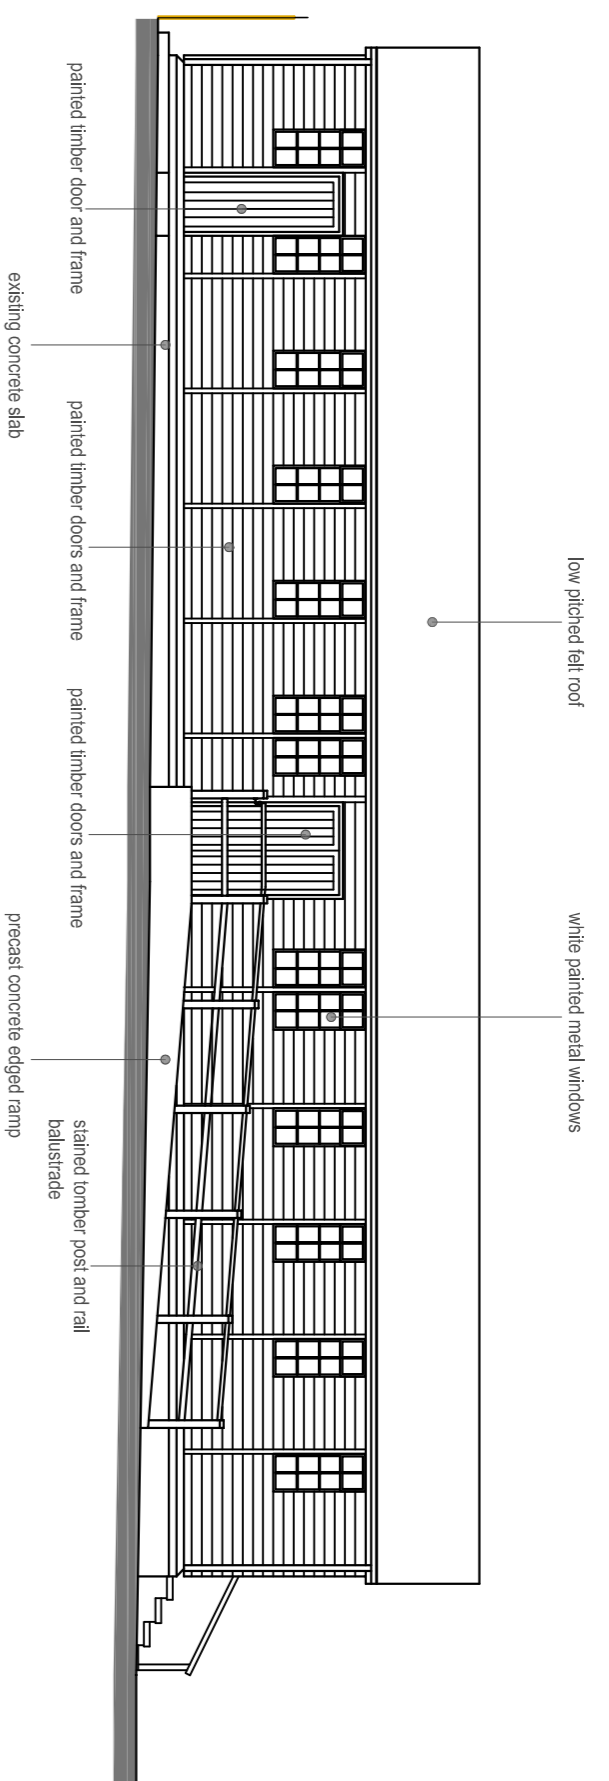 low pitched felt roof
white painted metal windows
painted timber door and frame
painted timber doors and frame
painted timber doors and frame
stained tomber post and rail
balustrade
existing concrete slab
precast concrete edged ramp